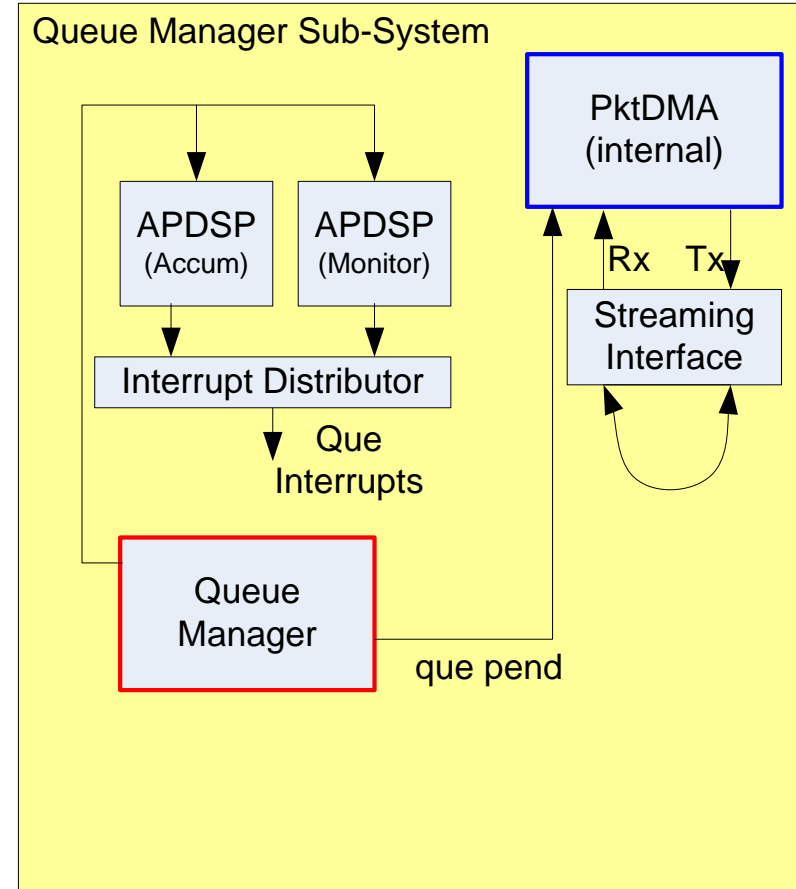 Queue Manager Sub-System
PktDMA
(internal)
APDSP
(Accum)
APDSP
(Monitor)
Rx
Tx
Streaming
Interface
Interrupt Distributor
Que
Interrupts
Queue
Manager
que pend